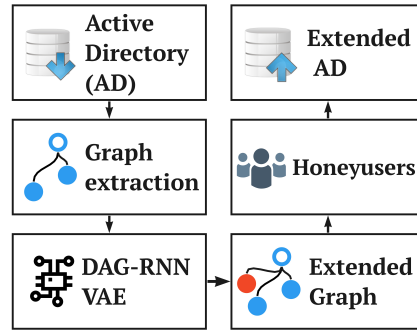 Active
Directory
(AD)
Graph
extraction
DAG-RNN
VAE
Extended
Graph
Honeyusers
Extended
AD